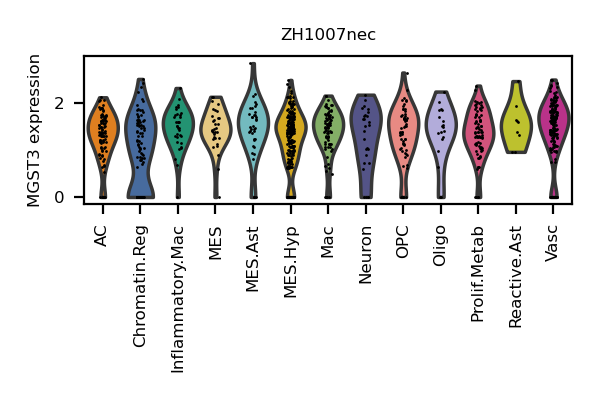 ZH1007nec
MGST3 expression
2
0
AC
Chromatin.Reg
Inflammatory.Mac
MES
MES.Ast
MES.Hyp
Mac
Neuron
OPC
Oligo
Prolif.Metab
Reactive.Ast
Vasc